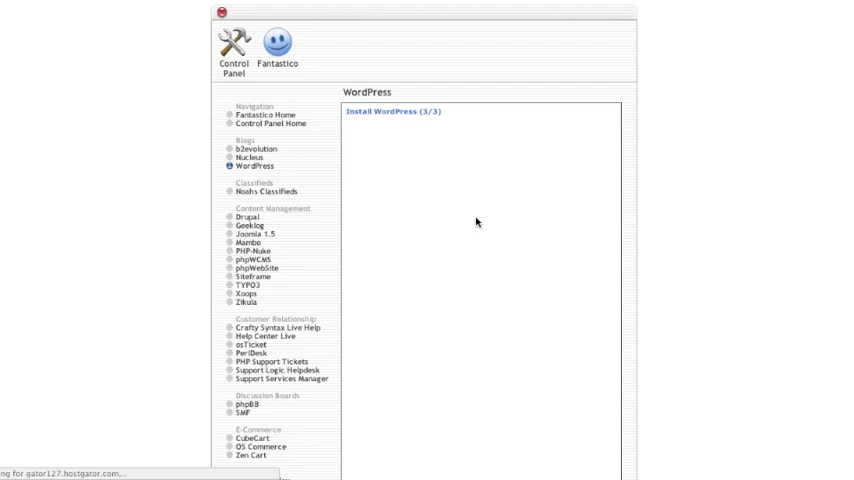 Control
Panel
Fantastico
WordPress
Install WordPress (3/3)
Navigation
Fantastico Home
Control Panel Home
Blogs
b2evolution
Nucleus
WordPress
Classifieds
Noahs Classifieds
Content Management
Drupal
Geeklog
Joomla 1.5
Mambo
PHP-Nuke
phpWCMS
phpWebSite
Siteframe
TYPO3
Xoops
Zikula
Customer Relationship
Crafty Syntax Live Help
Help Center Live
osTicket
PerlDesk
PHP Support Tickets
Support Logic Helpdesk
Support Services Manager
Discussion Boards
phpBB
SMF
E-Commerce
CubeCart
OS Commerce
Zen Cart
ng for gator127.hostgator.com...